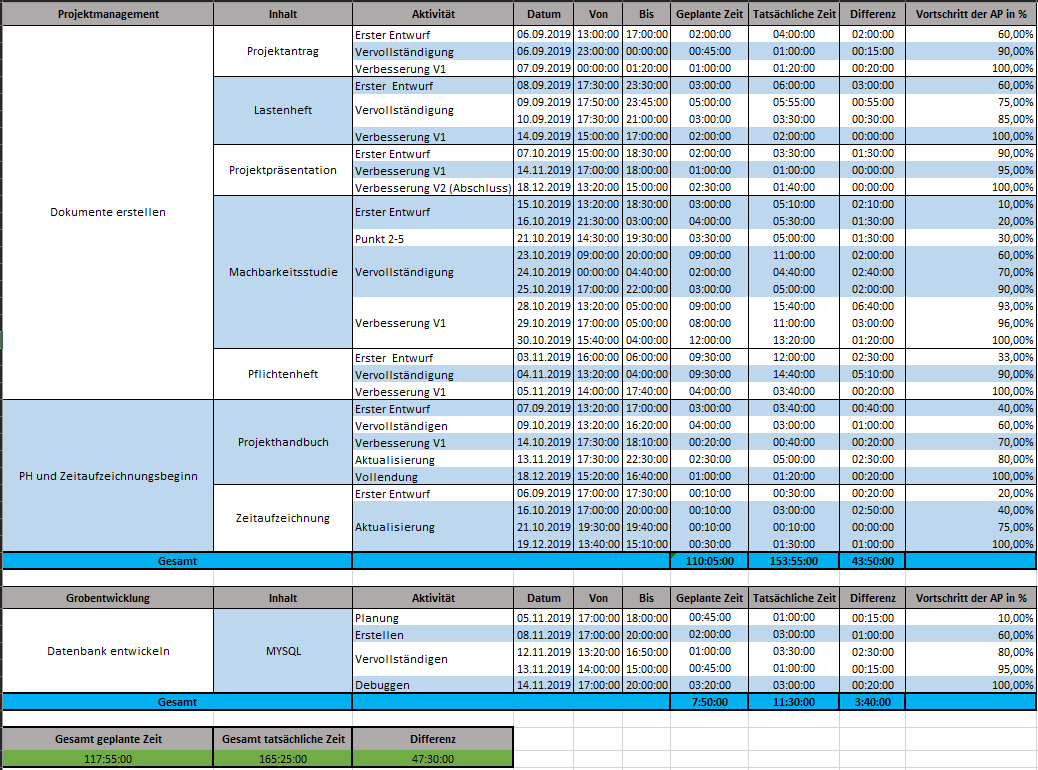 Projektmanagement Inhalt Aktivität Datum Von Bis Geplante Zeit Tatsächliche Zeit Differenz Vortschritt der AP in %
Dokumente erstellen
Projektantrag
Erster Entwurf 06.09.2019 13:00:00 17:00:00 02:00:00 04:00:00 02:00:00 60,00%
Vervollständigung 06.09.2019 23:00:00 00:00:00 00:45:00 01:00:00 00:15:00 90,00%
Verbesserung V1 07.09.2019 00:00:00 01:20:00 01:00:00 01:20:00 00:20:00 100,00%
Lastenheft
Erster Entwurf 08.09.2019 17:30:00 23:30:00 03:00:00 06:00:00 03:00:00 60,00%
Vervollständigung
09.09.2019 17:50:00 23:45:00 05:00:00 05:55:00 00:55:00 75,00%
10.09.2019 17:30:00 21:00:00 03:00:00 03:30:00 00:30:00 85,00%
Verbesserung V1 14.09.2019 15:00:00 17:00:00 02:00:00 02:00:00 00:00:00 100,00%
Projektpräsentation
Erster Entwurf 07.10.2019 15:00:00 18:30:00 02:00:00 03:30:00 01:30:00 90,00%
Verbesserung V1 14.11.2019 17:00:00 18:00:00 01:00:00 01:00:00 00:00:00 95,00%
Verbesserung V2 (Abschluss) 18.12.2019 13:20:00 15:00:00 02:30:00 01:40:00 00:00:00 100,00%
Machbarkeitsstudie
Erster Entwurf
15.10.2019 13:20:00 18:30:00 03:00:00 05:10:00 02:10:00 10,00%
16.10.2019 21:30:00 03:00:00 04:00:00 05:30:00 01:30:00 20,00%
Punkt 2-5 21.10.2019 14:30:00 19:30:00 03:30:00 05:00:00 01:30:00 30,00%
Vervollständigung
23.10.2019 09:00:00 20:00:00 09:00:00 11:00:00 02:00:00 60,00%
24.10.2019 00:00:00 04:40:00 02:00:00 04:40:00 02:40:00 70,00%
25.10.2019 17:00:00 22:00:00 03:00:00 05:00:00 02:00:00 90,00%
Verbesserung V1
28.10.2019 13:20:00 05:00:00 09:00:00 15:40:00 06:40:00 93,00%
29.10.2019 17:00:00 05:00:00 08:00:00 11:00:00 03:00:00 96,00%
30.10.2019 15:40:00 04:00:00 12:00:00 13:20:00 01:20:00 100,00%
Pflichtenheft
Erster Entwurf 03.11.2019 16:00:00 06:00:00 09:30:00 12:00:00 02:30:00 33,00%
Vervollständigung 04.11.2019 13:20:00 04:00:00 09:30:00 14:40:00 05:10:00 90,00%
Verbesserung V1 05.11.2019 14:00:00 17:40:00 04:00:00 03:40:00 00:20:00 100,00%
PH und Zeitaufzeichnungsbeginn
Projekthandbuch
Erster Entwurf 07.09.2019 13:20:00 17:00:00 03:00:00 03:40:00 00:40:00 40,00%
Vervollständigen 09.10.2019 13:20:00 16:20:00 04:00:00 03:00:00 01:00:00 60,00%
Verbesserung V1 14.10.2019 17:30:00 18:10:00 00:20:00 00:40:00 00:20:00 70,00%
Aktualisierung 13.11.2019 17:30:00 22:30:00 02:30:00 05:00:00 02:30:00 80,00%
Vollendung 18.12.2019 15:20:00 16:40:00 01:00:00 01:20:00 00:20:00 100,00%
Zeitaufzeichnung
Erster Entwurf 06.09.2019 17:00:00 17:30:00 00:10:00 00:30:00 00:20:00 20,00%
Aktualisierung
16.10.2019 17:00:00 20:00:00 00:10:00 03:00:00 02:50:00 40,00%
21.10.2019 19:30:00 19:40:00 00:10:00 00:10:00 00:00:00 75,00%
19.12.2019 13:40:00 15:10:00 00:30:00 01:30:00 01:00:00 100,00%
Gesamt 110:05:00 153:55:00 43:50:00
Grobentwicklung Inhalt Aktivität Datum Von Bis Geplante Zeit Tatsächliche Zeit Differenz Vortschritt der AP in %
Datenbank entwickeln
MYSQL
Planung 05.11.2019 17:00:00 18:00:00 00:45:00 01:00:00 00:15:00 10,00%
Erstellen 08.11.2019 17:00:00 20:00:00 02:00:00 03:00:00 01:00:00 60,00%
Vervollständigen
12.11.2019 13:20:00 16:50:00 01:00:00 03:30:00 02:30:00 80,00%
13.11.2019 14:00:00 15:00:00 00:45:00 01:00:00 00:15:00 95,00%
Debuggen 14.11.2019 17:00:00 20:00:00 03:20:00 03:00:00 00:20:00 100,00%
Gesamt 7:50:00 11:30:00 3:40:00
Gesamt geplante Zeit Gesamt tatsächliche Zeit Differenz
117:55:00 165:25:00 47:30:00